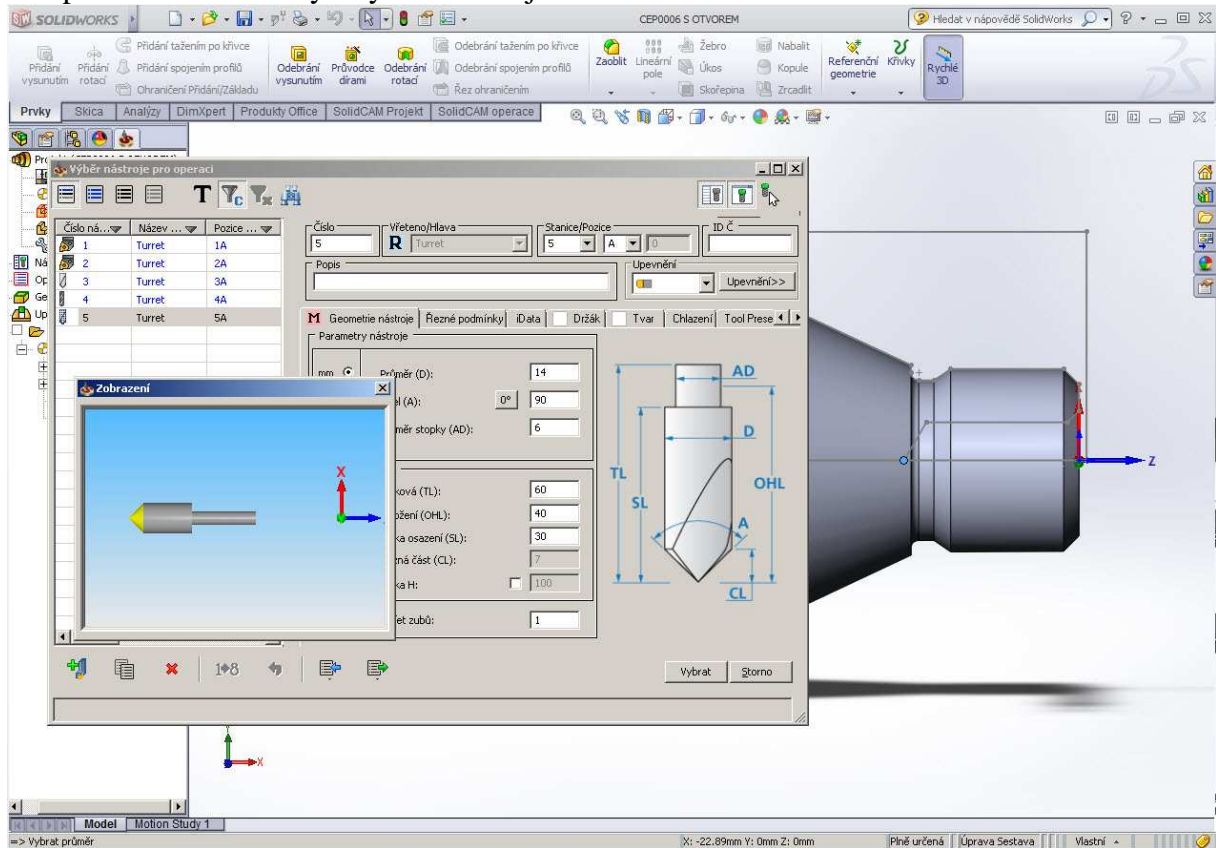 SOLIDWORKS
CEP0006 S OTVOREM
Hledat v nápovědě SolidWorks
Přidání vysunutím
Přidání rotací
Přidání tažením po křivce
Přidání spojením profilů
Ohraničení Přidání/Základu
Odebrání vysunutím
Průvodce dírami
Odebrání rotací
Odebrání tažením po křivce
Odebrání spojením profilů
Řez ohraničením
Zaoblit
Lineární pole
Žebro
Úkos
Skořepina
Nabalit
Kopule
Zrcadlit
Referenční geometrie
Křivky
Rychlé 3D
Prvky Skica Analýzy DimXpert Produkty Office SolidCAM Projekt SolidCAM operace
Výběr nástroje pro operaci
Číslo ná... Název ... Pozice ...
1 Turret 1A
2 Turret 2A
3 Turret 3A
4 Turret 4A
5 Turret 5A
Číslo
5
Vřeteno/Hlava
R Turret
Stanice/Pozice
5 A 0
ID Č
Popis
Upevnění
Upevnění>>
M Geometrie nástroje Řezné podmínky iData Držák Tvar Chlazení Tool Prese
Parametry nástroje
mm
Průměr (D): 14
el (A): 0° 90
měr stopky (AD): 6
ková (TL): 60
ožení (OHL): 40
ka osazení (SL): 30
ná část (CL): 7
ka H: 100
et zubů: 1
AD
D
TL
SL
OHL
A
CL
Zobrazení
X
Z
X
1 8
Vybrat Storno
Model Motion Study 1
=> Vybrat průměr
X: -22.89mm Y: 0mm Z: 0mm
Plně určená
Úprava Sestava
Vlastní